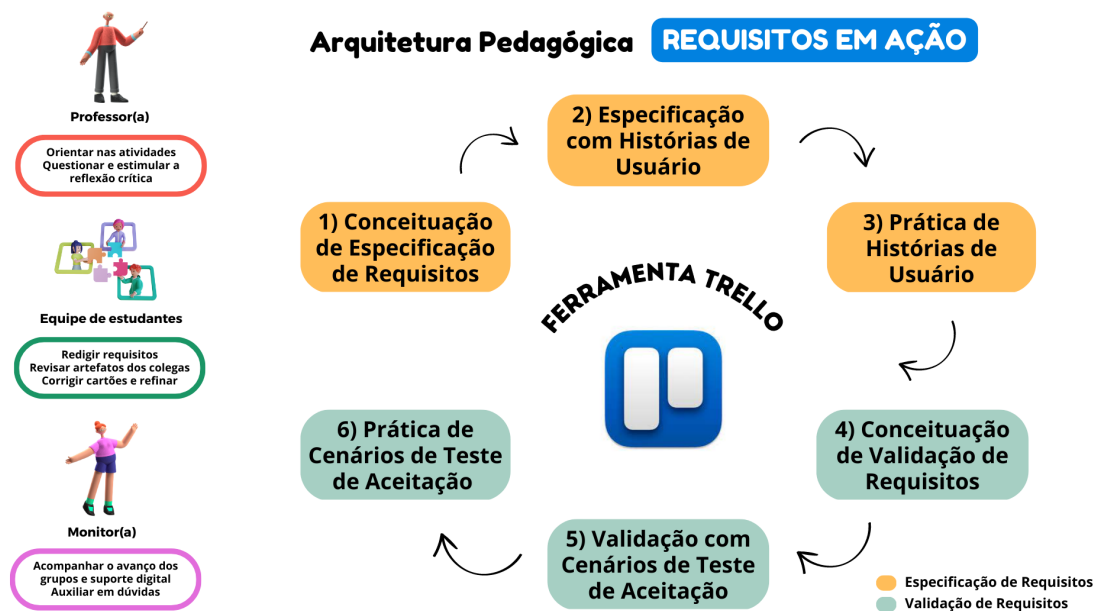 Arquitetura Pedagógica REQUISITOS EM AÇÃO
Professor(a)
Orientar nas atividades
Questionar e estimular a
reflexão crítica
Equipe de estudantes
Redigir requisitos
Revisar artefatos dos colegas
Corrigir cartões e refinar
Monitor(a)
Acompanhar o avanço dos
grupos e suporte digital
Auxiliar em dúvidas
1) Conceituação
de Especificação
de Requisitos
2) Especificação
com Histórias de
Usuário
3) Prática de
Histórias de
Usuário
4) Conceituação
de Validação de
Requisitos
5) Validação com
Cenários de Teste
de Aceitação
6) Prática de
Cenários de Teste
de Aceitação
FERRAMENTA TRELLO
Especificação de Requisitos
Validação de Requisitos